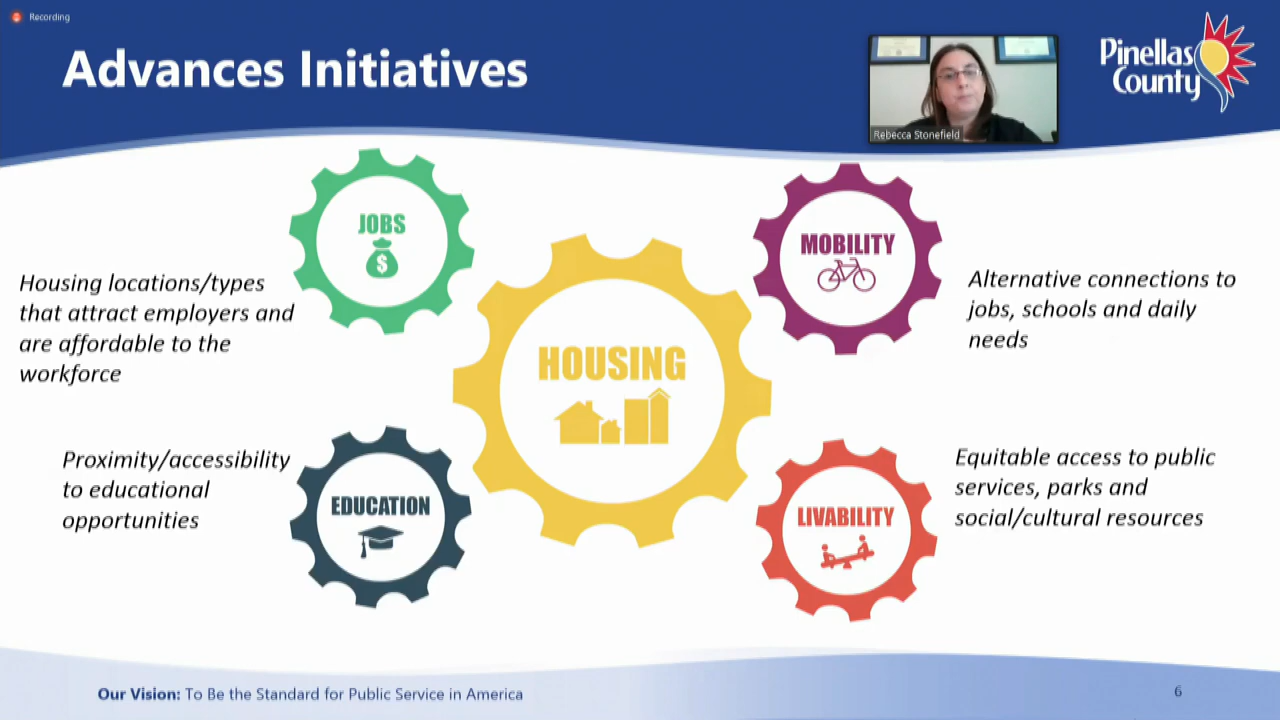 Recording
Advances Initiatives
Rebecca Stonefield
Pinellas
County
JOBS
$
MOBILITY
Housing locations/types
that attract employers and
are affordable to the
workforce
Alternative connections to
jobs, schools and daily
needs
HOUSING
Proximity/accessibility
to educational
opportunities
EDUCATION
LIVABILITY
Equitable access to public
services, parks and
social/cultural resources
Our Vision: To Be the Standard for Public Service in America
6